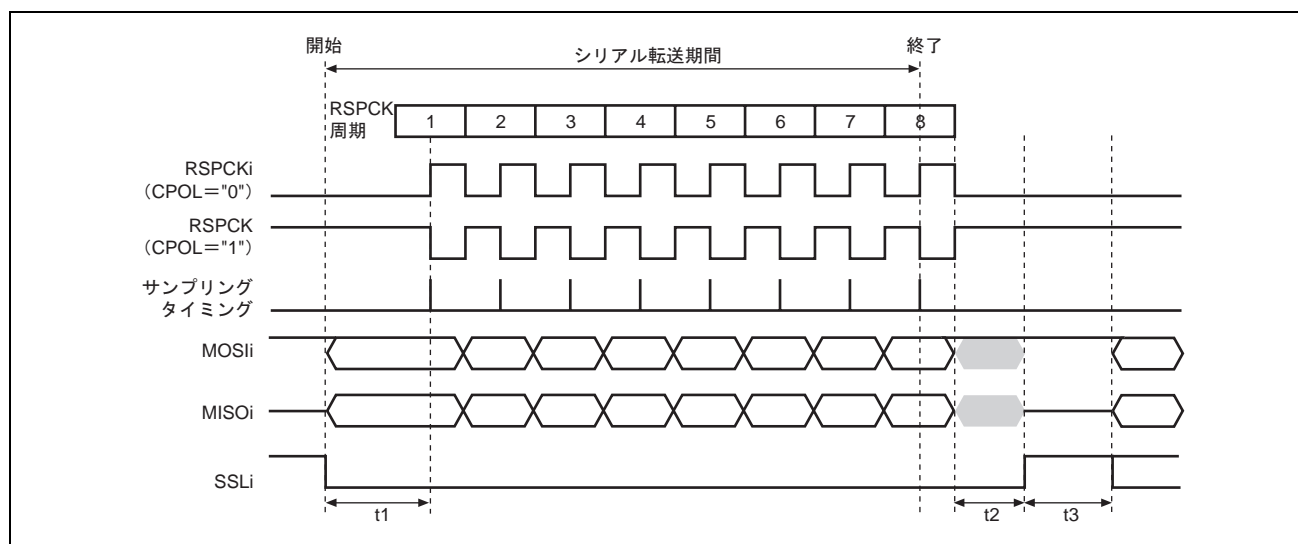 開始
シリアル転送期間
終了
RSPCK
周期
1 2 3 4 5 6 7 8
RSPCKi
（CPOL＝"0"）
RSPCK
（CPOL＝"1"）
サンプリング
タイミング
MOSIi
MISOi
SSLi
t1
t2
t3